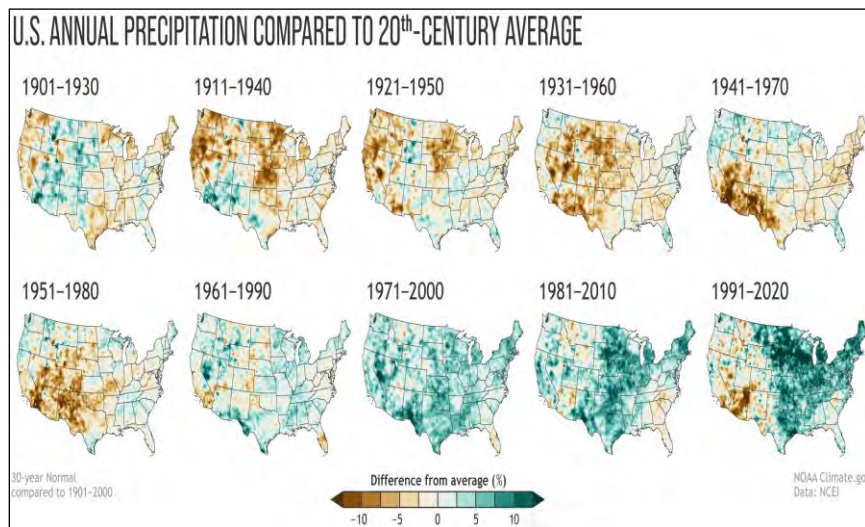 U.S. ANNUAL PRECIPITATION COMPARED TO 20th-CENTURY AVERAGE
1901–1930
1911–1940
1921–1950
1931–1960
1941–1970
1951–1980
1961–1990
1971–2000
1981–2010
1991–2020
30-year Normal
compared to 1901–2000
Difference from average (%)
-10
-5
0
5
10
NOAA Climate.go
Data: NCEI